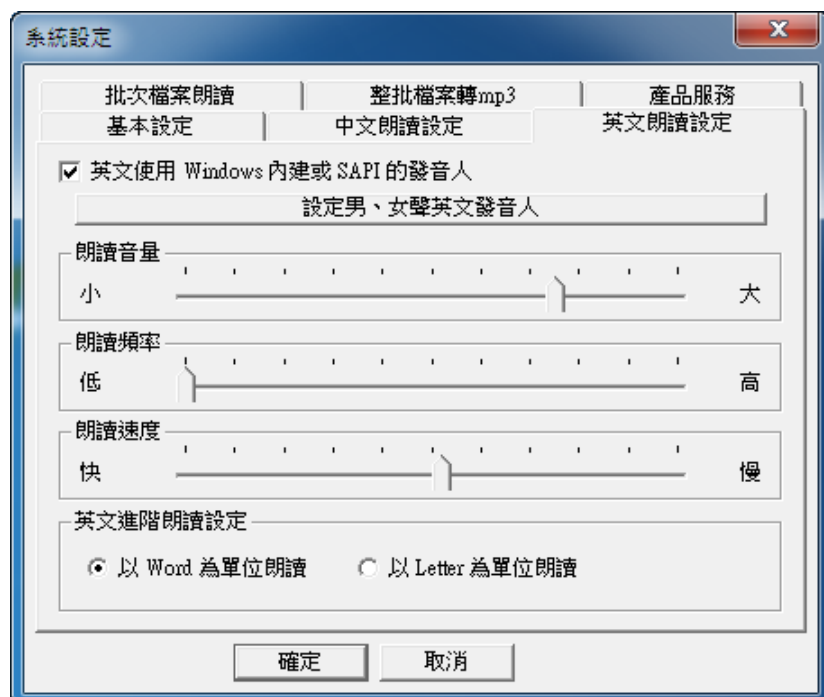 系統設定
批次檔案朗讀 整批檔案轉mp3 產品服務
基本設定 中文朗讀設定 英文朗讀設定
英文使用 Windows 內建或 SAPI 的發音人
設定男、女聲英文發音人
朗讀音量
小 大
朗讀頻率
低 高
朗讀速度
快 慢
英文進階朗讀設定
以 Word 為單位朗讀 以 Letter 為單位朗讀
確定 取消